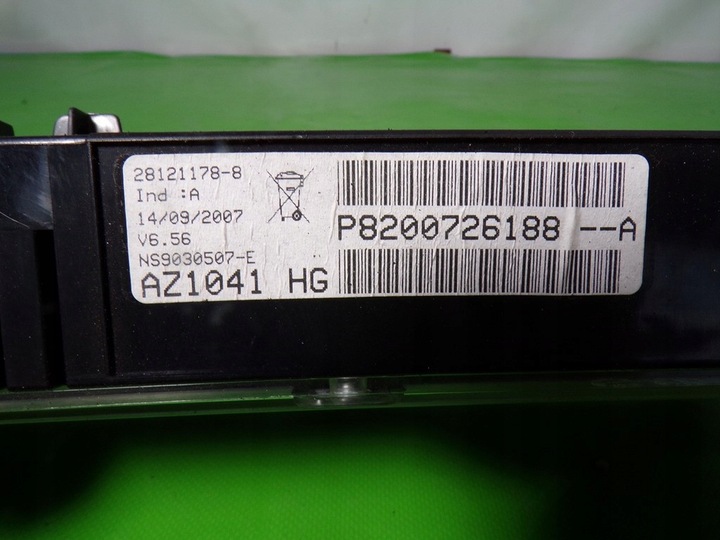 28121178-8
Ind :A
14/09/2007
V6.56
NS9030507-E
AZ1041 HG
P8200726188 --A